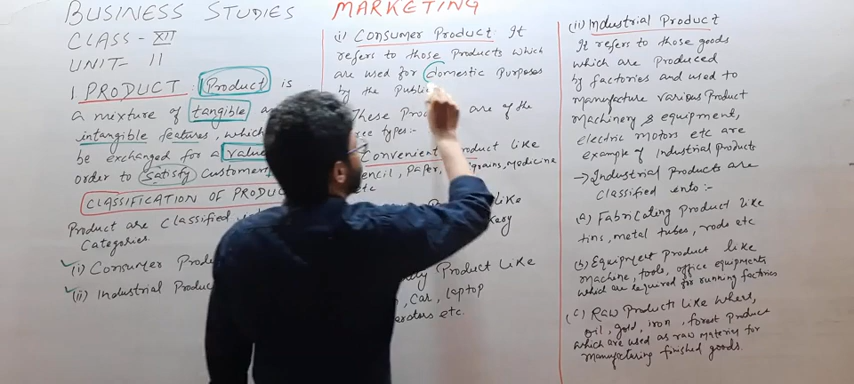 BUSINESS STUDIES
MARKETING
CLASS - XII
UNIT- 11
1. PRODUCT: Product is
a mixture of tangible
intangible features, which
be exchanged for a value
order to satisfy customer
CLASSIFICATION OF PRODUC
Product are classified
Categories.
(i) Consumer Produ
(ii) Industrial Produc
(i) Consumer Product: It
refers to those Products which
are used for domestic Purposes
by the Publi
These Pro are of the
types:-
Convenient product like
encil, Paper, grains, medicine
etc
like
Product like
, Car, laptop
etc.
(ii) Industrial Product
It refers to those goods
which are produced
by factories and used to
manufacture various Product
Machinery & equipment,
electric motors etc are
example of Industrial products
→ Industrial Products are
classified into:-
(a) Fabricating Product like
tins, metal tubes, rods etc
(b) Equipment Product like
machine, tools, office equipments,
which are required for running factories
(c) Raw Products like wheat,
oil, gold, iron, forest Product
which are used as raw material for
manufacturing finished goods.